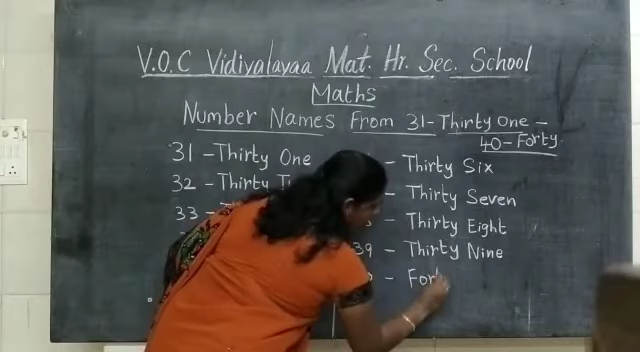 V.O.C Vidiyalayaa Mat. Hr. Sec. School
Maths
Number Names From 31-Thirty One -
40-Forty
31 - Thirty One
32 - Thirty
33 -
- Thirty Six
- Thirty Seven
- Thirty Eight
39 - Thirty Nine
- For